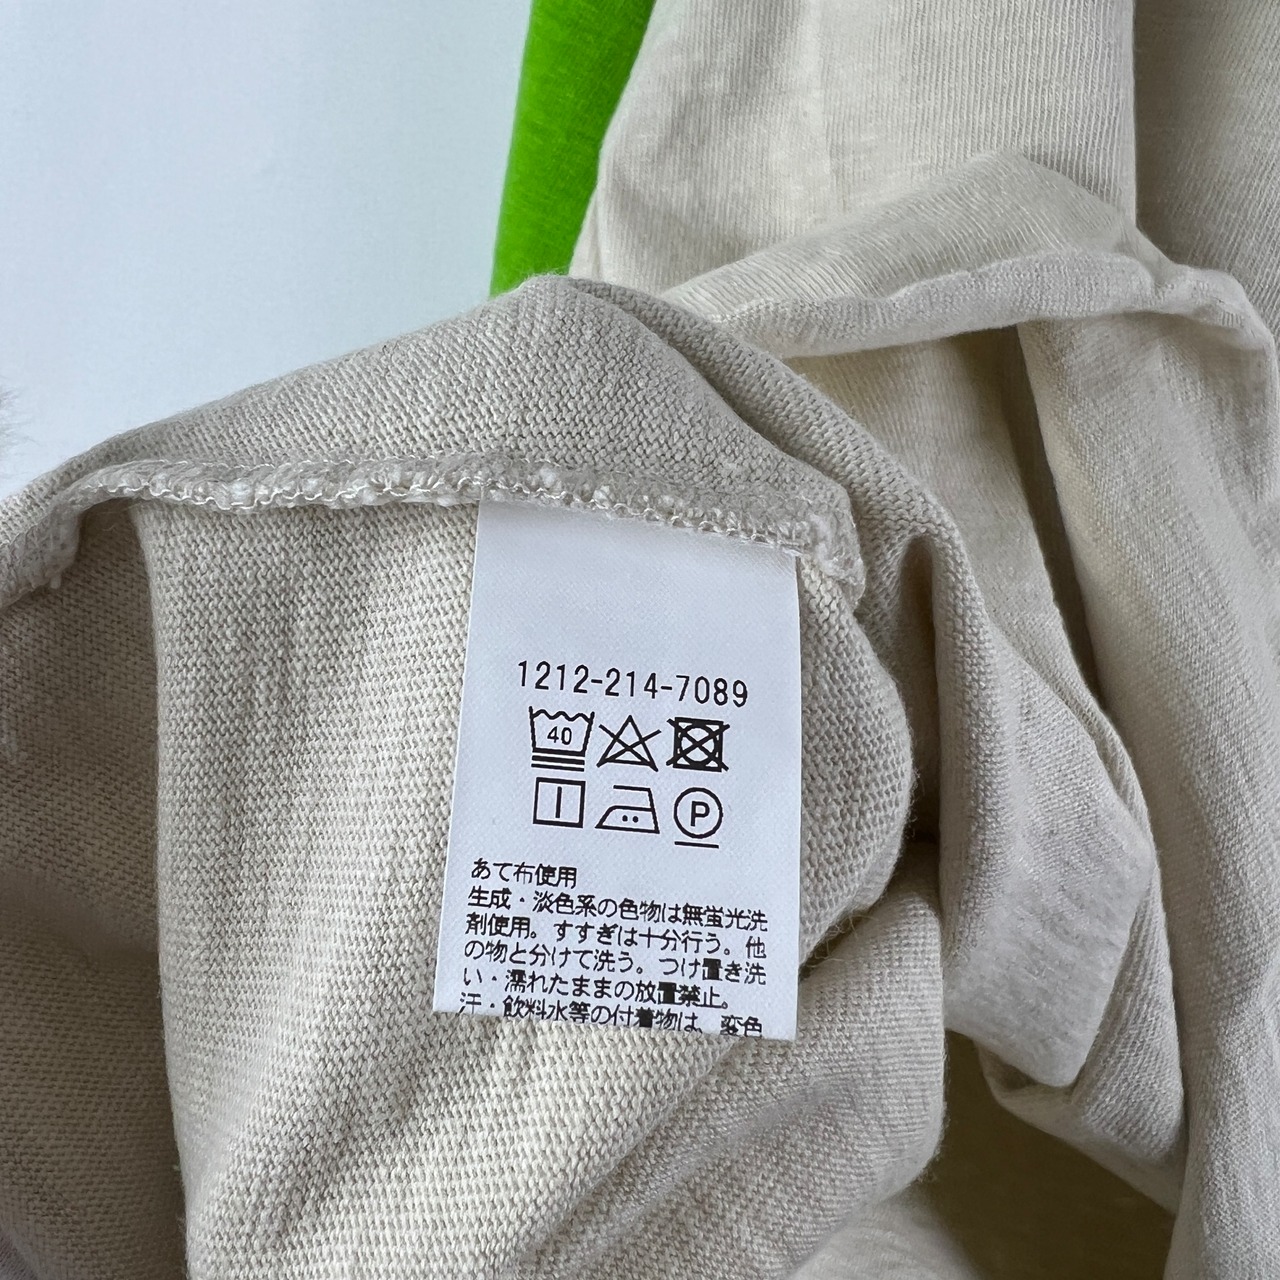 1212-214-7089
40
P
あて布使用
生成・淡色系の色物は無蛍光洗
剤使用。すすぎは十分行う。他
の物と分けて洗う。つけ置き洗
い・濡れたままの放置禁止。
汗・飲料水等の付着物は、変色